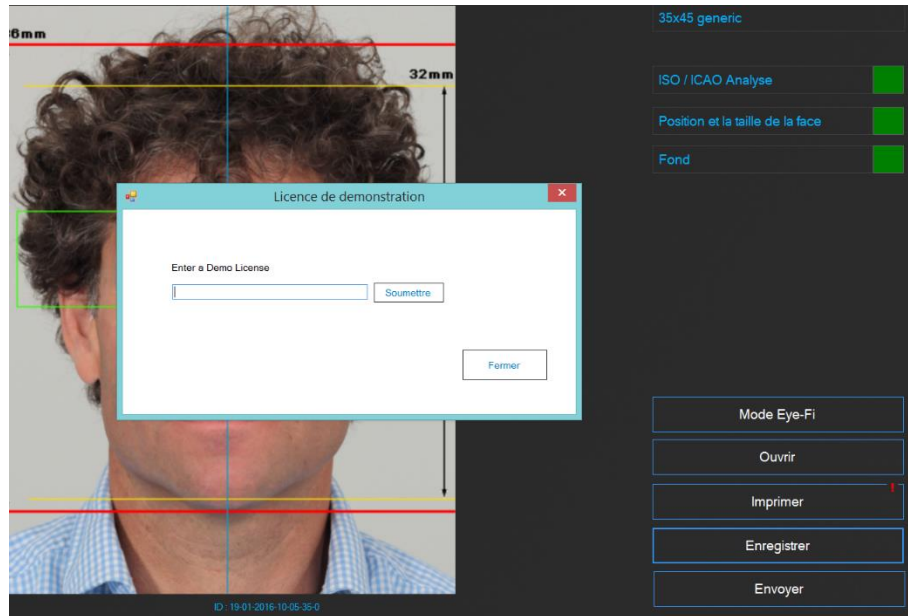 6mm
32mm
35x45 generic
ISO / ICAO Analyse
Position et la taille de la face
Fond
Licence de demonstration
Enter a Demo License
Soumettre
Fermer
Mode Eye-Fi
Ouvrir
Imprimer
!
Enregistrer
Envoyer
ID : 19-01-2016-10-05-35-0